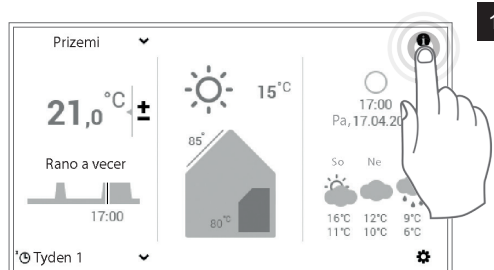 Prizemi
21,0 °C ±
Rano a vecer
17:00
Tyden 1
15°C
85°
80°C
17:00
Pa, 17.04.20
So Ne
16°C 12°C 9°C
11°C 10°C 6°C
i